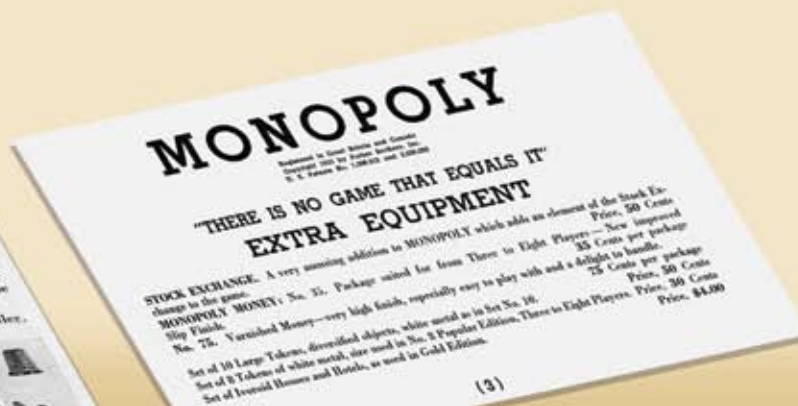 MONOPOLY
Registered in Great Britain and Canada
Copyright 1935 by Parker Brothers, Inc.
U. S. Patents No.
"THERE IS NO GAME THAT EQUALS IT"
EXTRA EQUIPMENT
STOCK EXCHANGE. A very amusing addition to MONOPOLY which adds an element of the Stock Ex-
change to the game. Price, 50 Cents
MONOPOLY MONEY: No. 35. Package suited for from Three to Eight Players — New improved
Slip Finish. 35 Cents per package
No. 75. Varnished Money—very high finish, especially easy to play with and a delight to handle.
75 Cents per package
Set of 10 Large Tokens, diversified objects, white metal as in Set No. 10. Price, 50 Cents
Set of 8 Tokens of white metal, size used in No. 8 Popular Edition, Three to Eight Players. Price, 30 Cents
Set of Ivoroid Houses and Hotels, as used in Gold Edition. Price, $4.00
(3)